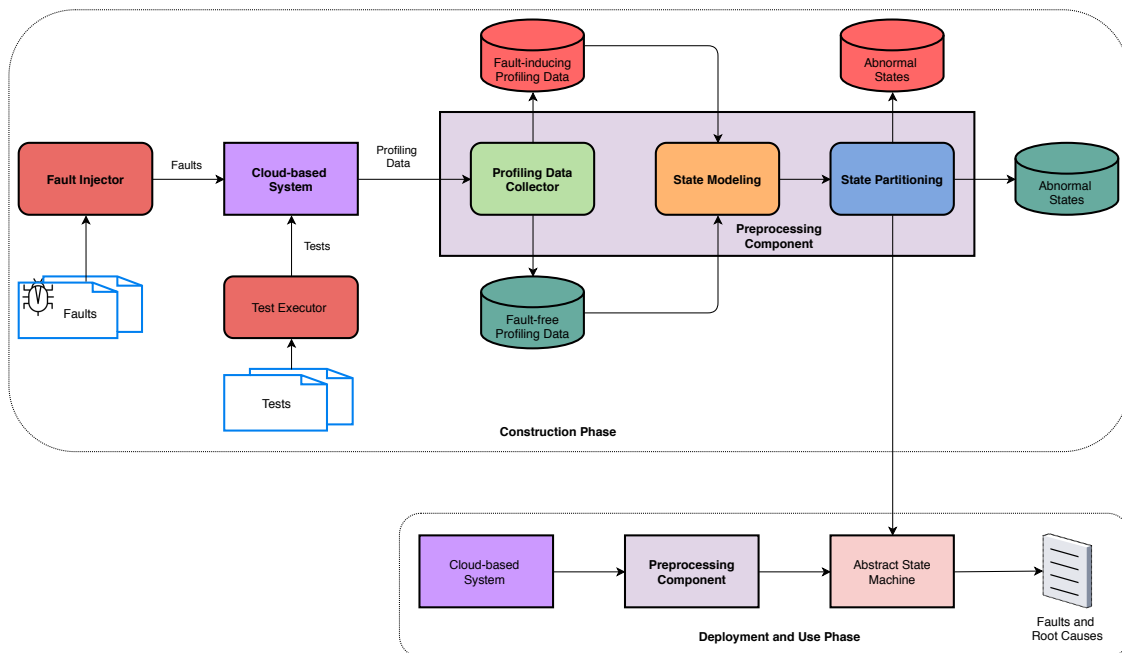 Fault-inducing
Profiling Data
Abnormal
States
Profiling
Data
Faults
Fault Injector
Cloud-based
System
Profiling Data
Collector
State Modeling
State Partitioning
Abnormal
States
Preprocessing
Component
Tests
Faults
Test Executor
Fault-free
Profiling Data
Tests
Construction Phase
Cloud-based
System
Preprocessing
Component
Abstract State
Machine
Faults and
Root Causes
Deployment and Use Phase